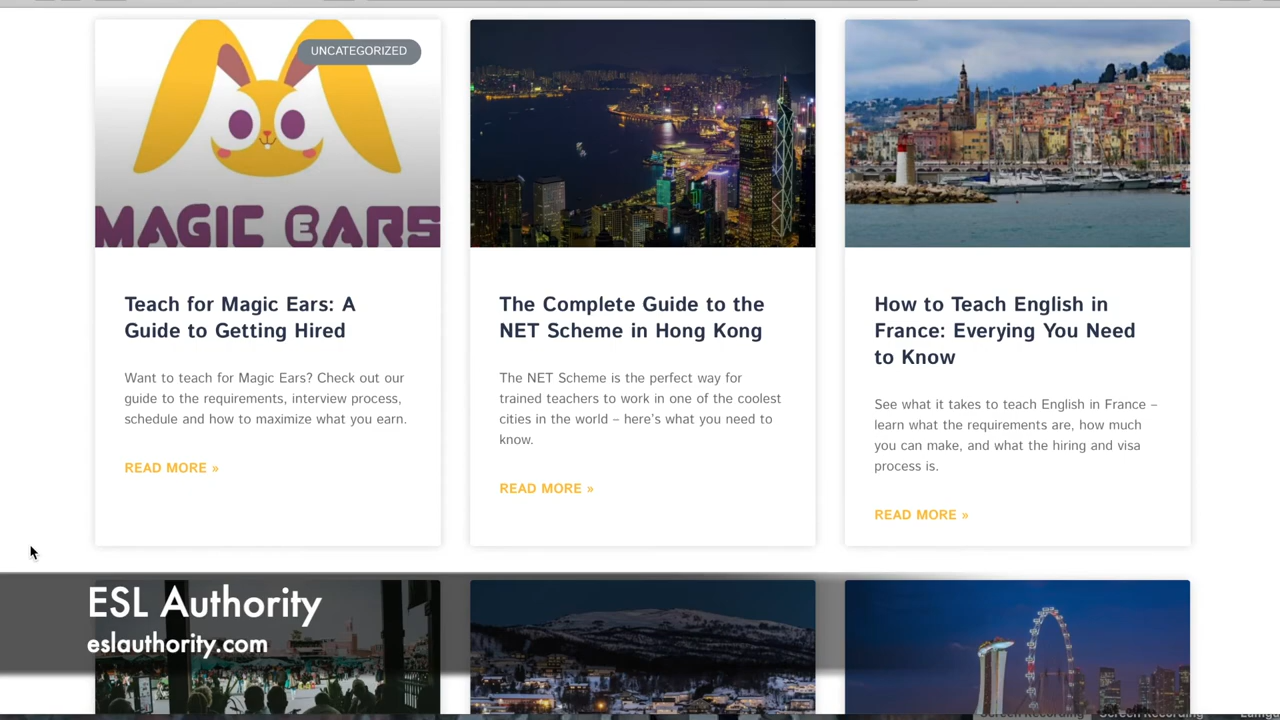 UNCATEGORIZED
MAGIC EARS
Teach for Magic Ears: A
Guide to Getting Hired
Want to teach for Magic Ears? Check out our
guide to the requirements, interview process,
schedule and how to maximize what you earn.
READ MORE »
The Complete Guide to the
NET Scheme in Hong Kong
The NET Scheme is the perfect way for
trained teachers to work in one of the coolest
cities in the world – here’s what you need to
know.
READ MORE »
How to Teach English in
France: Everying You Need
to Know
See what it takes to teach English in France –
learn what the requirements are, how much
you can make, and what the hiring and visa
process is.
READ MORE »
ESL Authority
eslauthority.com
Screen Recording
Screen Recording